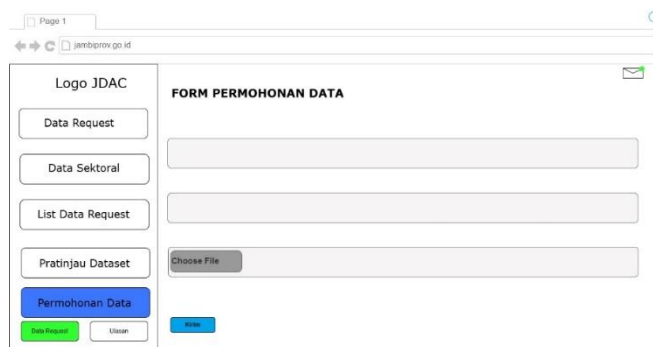 Page 1
jambiprov.go.id
Logo JDAC
FORM PERMOHONAN DATA
Data Request
Data Sektoral
List Data Request
Pratinjau Dataset
Choose File
Permohonan Data
Data Request
Ulasan